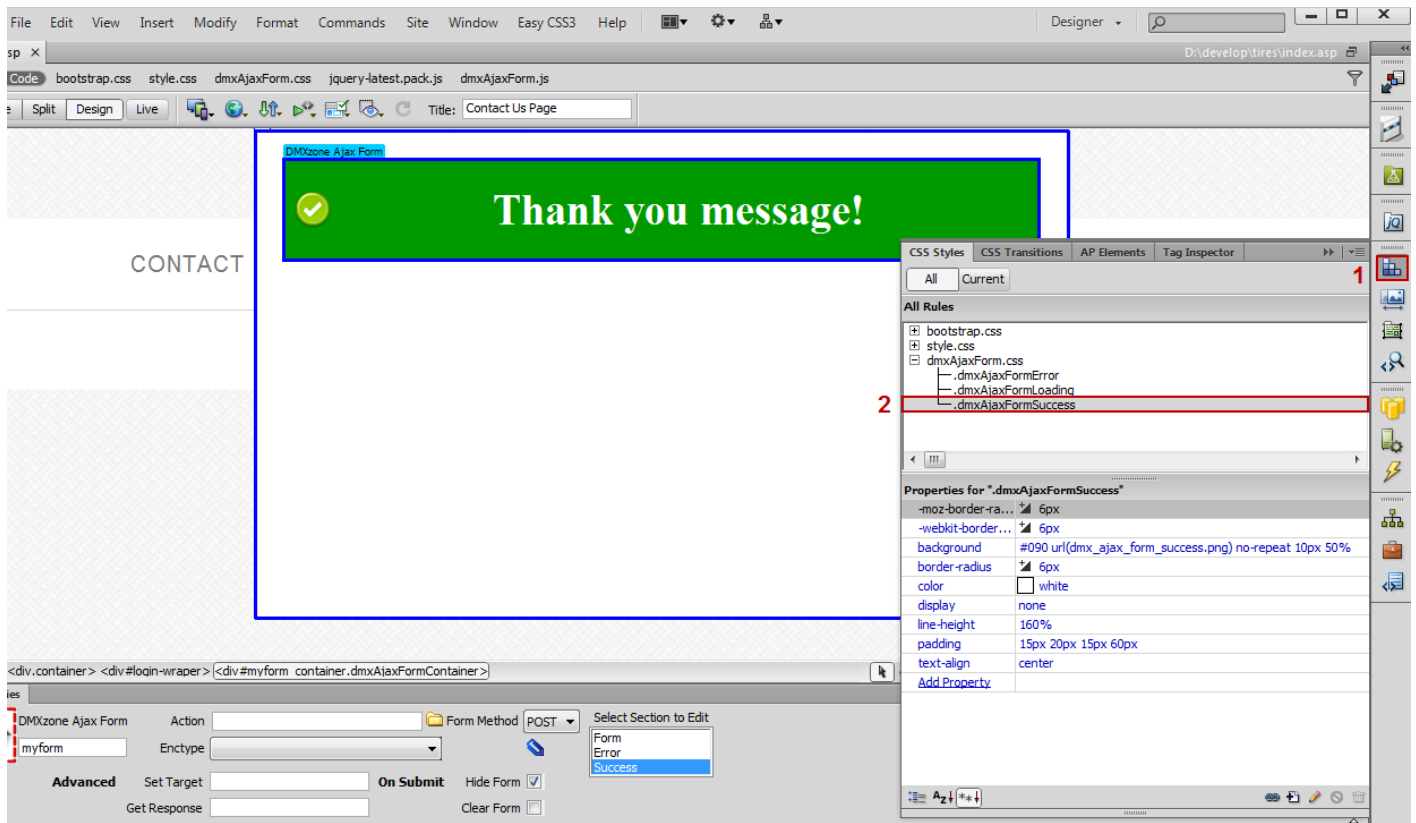 File Edit View Insert Modify Format Commands Site Window Easy CSS3 Help Designer
sp × D:\develop\tires\index.asp
Code bootstrap.css style.css dmxAjaxForm.css jquery-latest.pack.js dmxAjaxForm.js
Split Design Live Title: Contact Us Page
DMXzone Ajax Form
Thank you message!
CONTACT
CSS Styles CSS Transitions AP Elements Tag Inspector
All Current
1
All Rules
bootstrap.css
style.css
dmxAjaxForm.css
.dmxAjaxFormError
.dmxAjaxFormLoading
2 .dmxAjaxFormSuccess
Properties for ".dmxAjaxFormSuccess"
-moz-border-ra... 6px
-webkit-border... 6px
background #090 url(dmx_ajax_form_success.png) no-repeat 10px 50%
border-radius 6px
color white
display none
line-height 160%
padding 15px 20px 15px 60px
text-align center
Add Property
<div.container> <div#login-wraper> <div#myform_container.dmxAjaxFormContainer>
ies
DMXzone Ajax Form Action Form Method POST Select Section to Edit
myform Enctype
Form
Error
Success
Advanced Set Target On Submit Hide Form
Get Response Clear Form